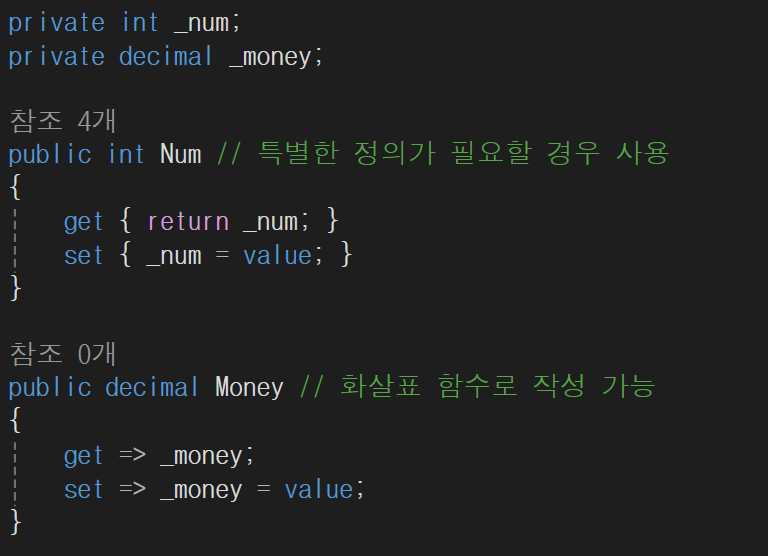 private int _num;
private decimal _money;
참조 4개
public int Num // 특별한 정의가 필요할 경우 사용
{
get { return _num; }
set { _num = value; }
}
참조 0개
public decimal Money // 화살표 함수로 작성 가능
{
get => _money;
set => _money = value;
}